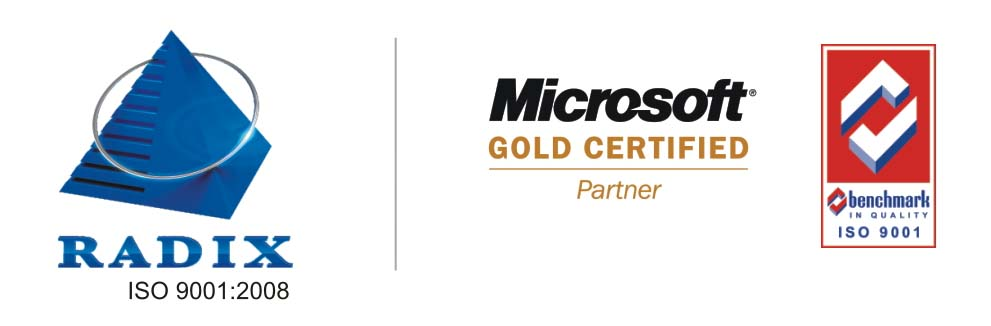 RADIX
ISO 9001:2008
Microsoft®
GOLD CERTIFIED
Partner
benchmark
IN QUALITY
ISO 9001